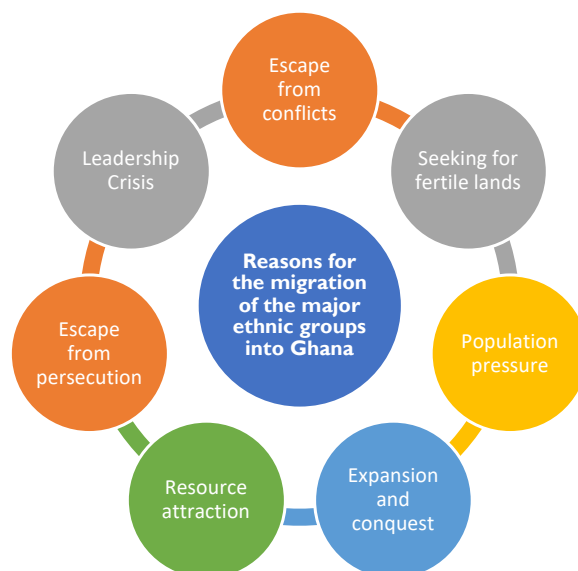 Escape
from
conflicts
Leadership
Crisis
Seeking for
fertile lands
Reasons for
the migration
of the major
ethnic groups
into Ghana
Escape
from
persecution
Population
pressure
Resource
attraction
Expansion
and
conquest